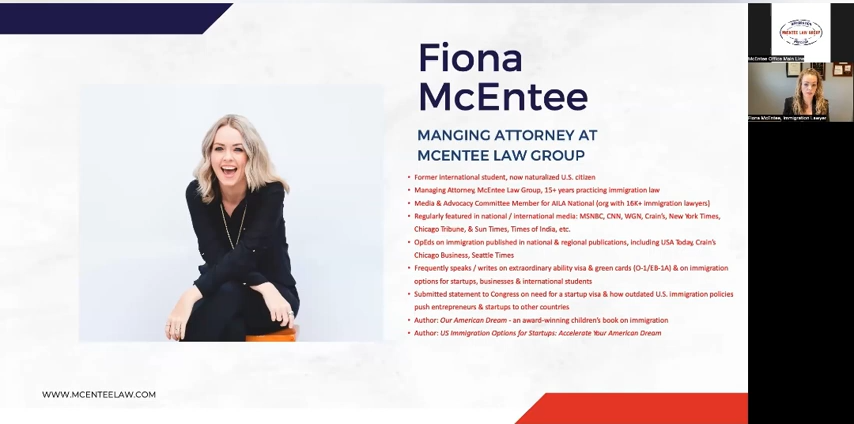 Fiona
McEntee
MANGING ATTORNEY AT
MCENTEE LAW GROUP
• Former international student, now naturalized U.S. citizen
• Managing Attorney, McEntee Law Group, 15+ years practicing immigration law
• Media & Advocacy Committee Member for AILA National (org with 16K+ immigration lawyers)
• Regularly featured in national / international media: MSNBC, CNN, WGN, Crain's, New York Times,
Chicago Tribune, & Sun Times, Times of India, etc.
• OpEds on immigration published in national & regional publications, including USA Today, Crain's
Chicago Business, Seattle Times
• Frequently speaks / writes on extraordinary ability visa & green cards (O-1/EB-1A) & on immigration
options for startups, businesses & international students
• Submitted statement to Congress on need for a startup visa & how outdated U.S. immigration policies
push entrepreneurs & startups to other countries
• Author: Our American Dream - an award-winning children's book on immigration
• Author: US Immigration Options for Startups: Accelerate Your American Dream
WWW.MCENTEELAW.COM
MCENTEE LAW GROUP
McEntee Office Main Line
Fiona McEntee, Immigration Lawyer